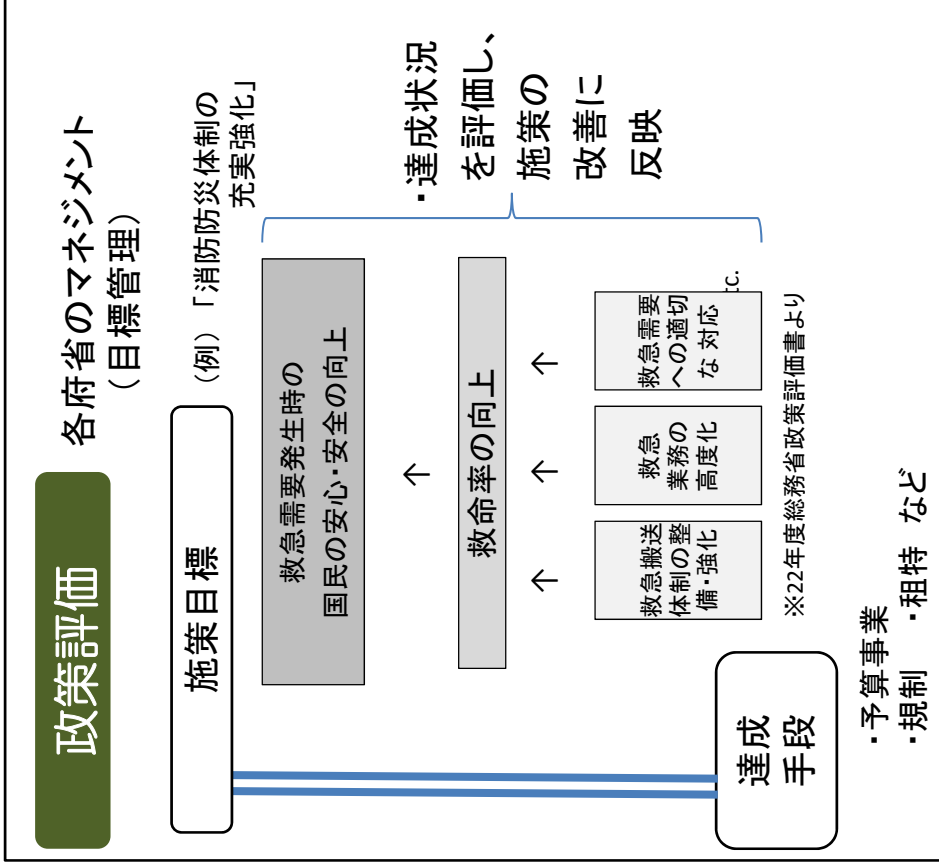 政策評価
各府省のマネジメント
（目標管理）
施策目標
（例）「消防防災体制の
充実強化」
救急需要発生時の
国民の安心・安全の向上
↑
救命率の向上
↑
↑
↑
救急搬送
体制の整
備・強化
救急
業務の
高度化
救急需要
への適切
な 対応
tc.
・達成状況
を評価し、
施策の
改善に
反映
※22年度総務省政策評価書より
達成
手段
・予算事業
・規制　・租特　など